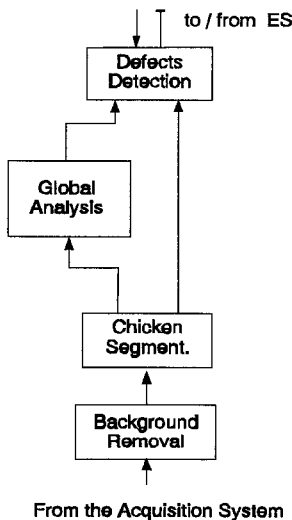 to / from ES
Defects
Detection
Global
Analysis
Chicken
Segment.
Background
Removal
From the Acquisition System